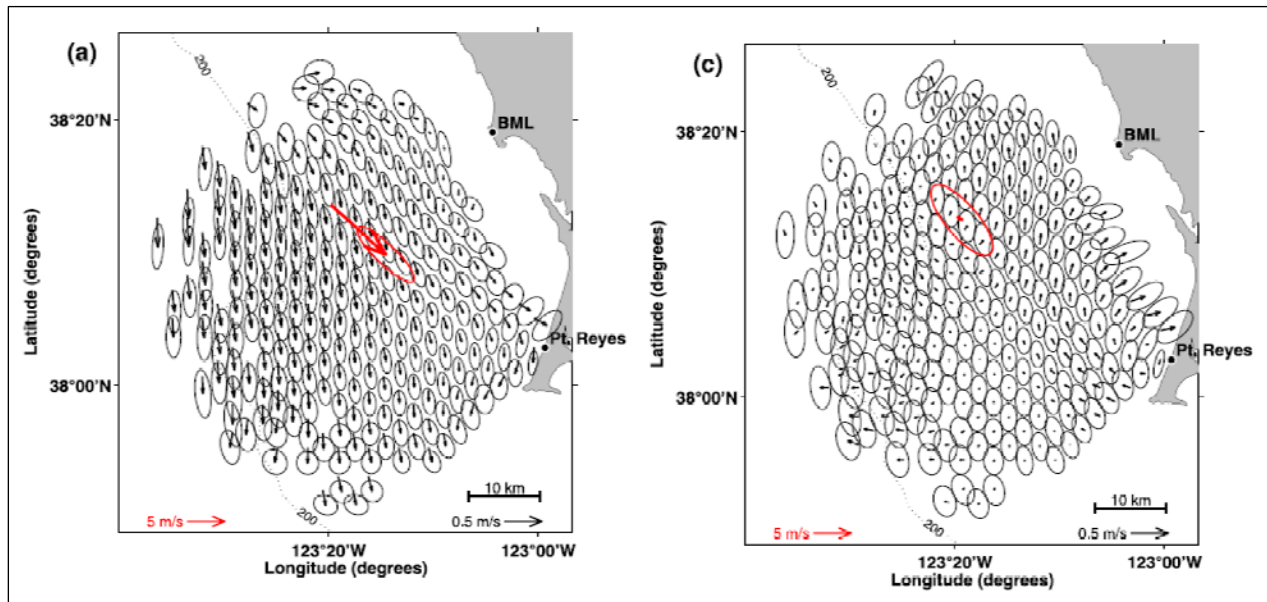 (a)
200
BML
38°20'N
Latitude (degrees)
Pt. Reyes
38°00'N
10 km
5 m/s
200
0.5 m/s
123°20'W
123°00'W
Longitude (degrees)
(c)
200
BML
38°20'N
Latitude (degrees)
Pt. Reyes
38°00'N
10 km
5 m/s
200
0.5 m/s
123°20'W
123°00'W
Longitude (degrees)